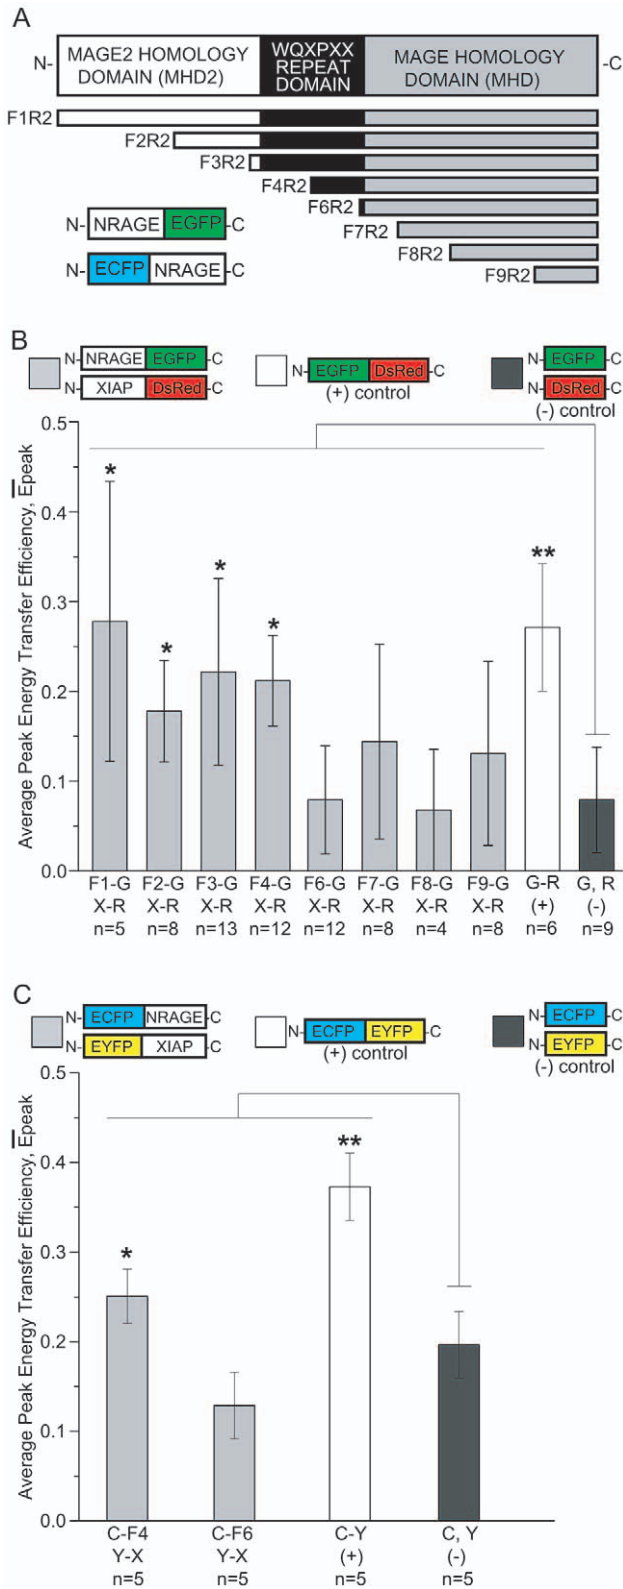 A
N- MAGE2 HOMOLOGY DOMAIN (MHD2) WQXPXX REPEAT DOMAIN MAGE HOMOLOGY DOMAIN (MHD) -C
F1R2
F2R2
F3R2
F4R2
F6R2
F7R2
F8R2
F9R2
N- NRAGE EGFP -C
N- ECFP NRAGE -C
B
N- NRAGE EGFP -C
N- XIAP DsRed -C
N- EGFP DsRed -C
(+) control
N- EGFP -C
N- DsRed -C
(-) control
Average Peak Energy Transfer Efficiency, Epeak
0.5
0.4
0.3
0.2
0.1
0.0
* * * * **
F1-G F2-G F3-G F4-G F6-G F7-G F8-G F9-G G-R G, R
X-R X-R X-R X-R X-R X-R X-R X-R (+) (-)
n=5 n=8 n=13 n=12 n=12 n=8 n=4 n=8 n=6 n=9
C
N- ECFP NRAGE -C
N- EYFP XIAP -C
N- ECFP EYFP -C
(+) control
N- ECFP -C
N- EYFP -C
(-) control
Average Peak Energy Transfer Efficiency, Epeak
0.5
0.4
0.3
0.2
0.1
0.0
* **
C-F4 C-F6 C-Y C, Y
Y-X Y-X (+) (-)
n=5 n=5 n=5 n=5